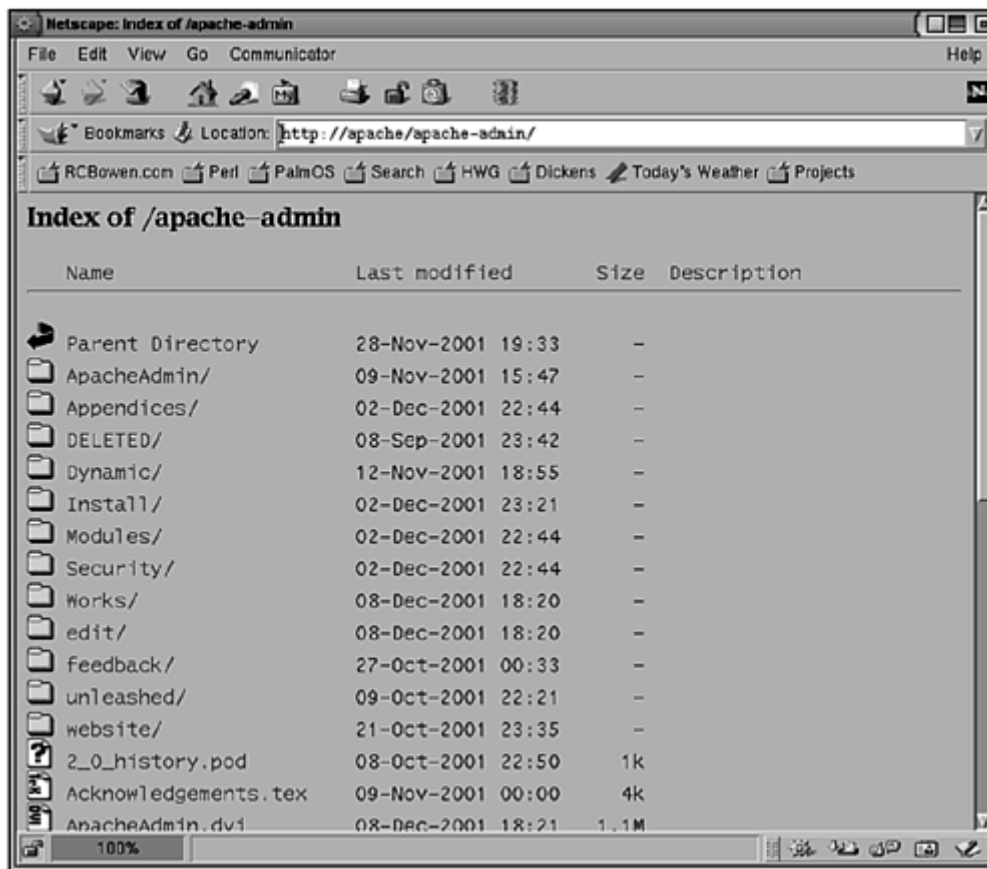 Netscape: Index of /apache-admin
File Edit View Go Communicator Help
Bookmarks Location: http://apache/apache-admin/
RCBowen.com Perl PalmOS Search HWG Dickens Today's Weather Projects
Index of /apache-admin
Name Last modified Size Description
Parent Directory 28-Nov-2001 19:33 -
ApacheAdmin/ 09-Nov-2001 15:47 -
Appendices/ 02-Dec-2001 22:44 -
DELETED/ 08-Sep-2001 23:42 -
Dynamic/ 12-Nov-2001 18:55 -
Install/ 02-Dec-2001 23:21 -
Modules/ 02-Dec-2001 22:44 -
Security/ 02-Dec-2001 22:44 -
Works/ 08-Dec-2001 18:20 -
edit/ 08-Dec-2001 18:20 -
feedback/ 27-Oct-2001 00:33 -
unleashed/ 09-Oct-2001 22:21 -
website/ 21-Oct-2001 23:35 -
2_0_history.pod 08-Oct-2001 22:50 1k
Acknowledgements.tex 09-Nov-2001 00:00 4k
ApacheAdmin.dvi 08-Dec-2001 18:21 1.1M
100%